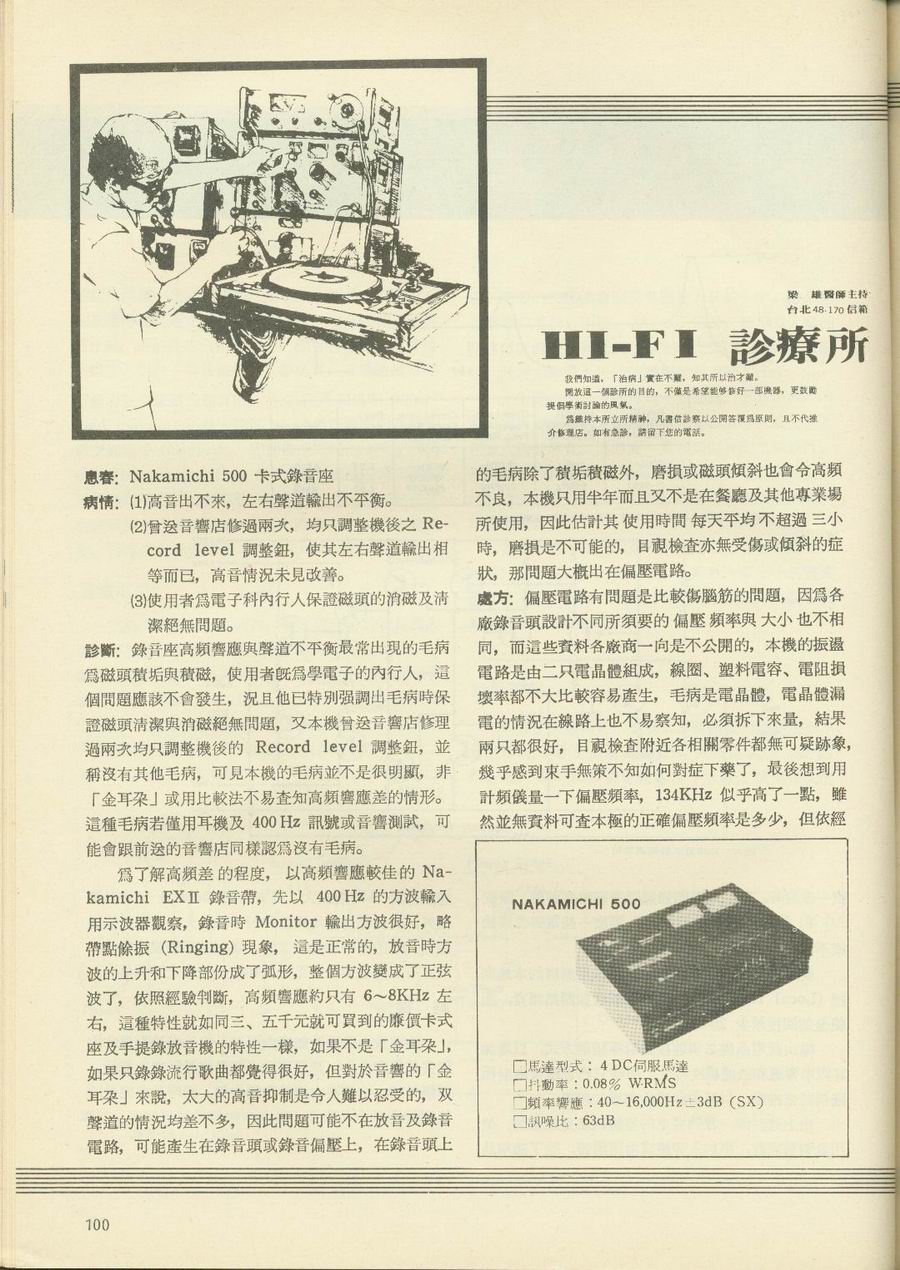 梁 雄醫師主持
台北48-170信箱
HI-FI 診療所
我們知道，「治病」實在不難，知其所以治才難。
開放這一個診所的目的，不僅是希望能够修好一部機器，更鼓勵
提倡學術討論的風氣。
爲維持本所立所精神，凡書信診察以公開答覆爲原則，且不代推
介修理店。如有急診，請留下您的電話。
患者：Nakamichi 500 卡式錄音座
病情：(1)高音出不來，左右聲道輸出不平衡。
(2)曾送音響店修過兩次，均只調整機後之 Re-
cord level 調整鈕，使其左右聲道輸出相
等而已，高音情況未見改善。
(3)使用者爲電子科內行人保證磁頭的消磁及清
潔絕無問題。
診斷：錄音座高頻響應與聲道不平衡最常出現的毛病
爲磁頭積垢與積磁，使用者旣爲學電子的內行人，這
個問題應該不會發生，況且他已特別强調出毛病時保
證磁頭清潔與消磁絕無問題，又本機曾送音響店修理
過兩次均只調整機後的 Record level 調整鈕，並
稱沒有其他毛病，可見本機的毛病並不是很明顯，非
「金耳朶」或用比較法不易查知高頻響應差的情形。
這種毛病若僅用耳機及 400Hz 訊號或音響測試，可
能會跟前送的音響店同樣認爲沒有毛病。
爲了解高頻差的程度，以高頻響應較佳的 Na-
kamichi EXⅡ 錄音帶，先以 400Hz 的方波輸入
用示波器觀察，錄音時 Monitor 輸出方波很好，略
帶點餘振（Ringing）現象，這是正常的，放音時方
波的上升和下降部份成了弧形，整個方波變成了正弦
波了，依照經驗判斷，高頻響應約只有 6～8KHz 左
右，這種特性就如同三、五千元就可買到的廉價卡式
座及手提錄放音機的特性一樣，如果不是「金耳朶」，
如果只錄錄流行歌曲都覺得很好，但對於音響的「金
耳朶」來說，太大的高音抑制是令人難以忍受的，双
聲道的情況均差不多，因此問題可能不在放音及錄音
電路，可能產生在錄音頭或錄音偏壓上，在錄音頭上
的毛病除了積垢積磁外，磨損或磁頭傾斜也會令高頻
不良，本機只用半年而且又不是在餐廳及其他專業場
所使用，因此估計其使用時間每天平均不超過三小
時，磨損是不可能的，目視檢查亦無受傷或傾斜的症
狀，那問題大概出在偏壓電路。
處方：偏壓電路有問題是比較傷腦筋的問題，因爲各
廠錄音頭設計不同所須要的偏壓頻率與大小也不相
同，而這些資料各廠商一向是不公開的，本機的振盪
電路是由二只電晶體組成，線圈、塑料電容、電阻損
壞率都不大比較容易產生，毛病是電晶體，電晶體漏
電的情況在線路上也不易察知，必須拆下來量，結果
兩只都很好，目視檢查附近各相關零件都無可疑跡象，
幾乎感到束手無策不知如何對症下藥了，最後想到用
計頻儀量一下偏壓頻率，134KHz 似乎高了一點，雖
然並無資料可查本極的正確偏壓頻率是多少，但依經
NAKAMICHI 500
□馬達型式：4DC伺服馬達
□抖動率：0.08% WRMS
□頻率響應：40～16,000Hz±3dB（SX）
□訊噪比：63dB
100